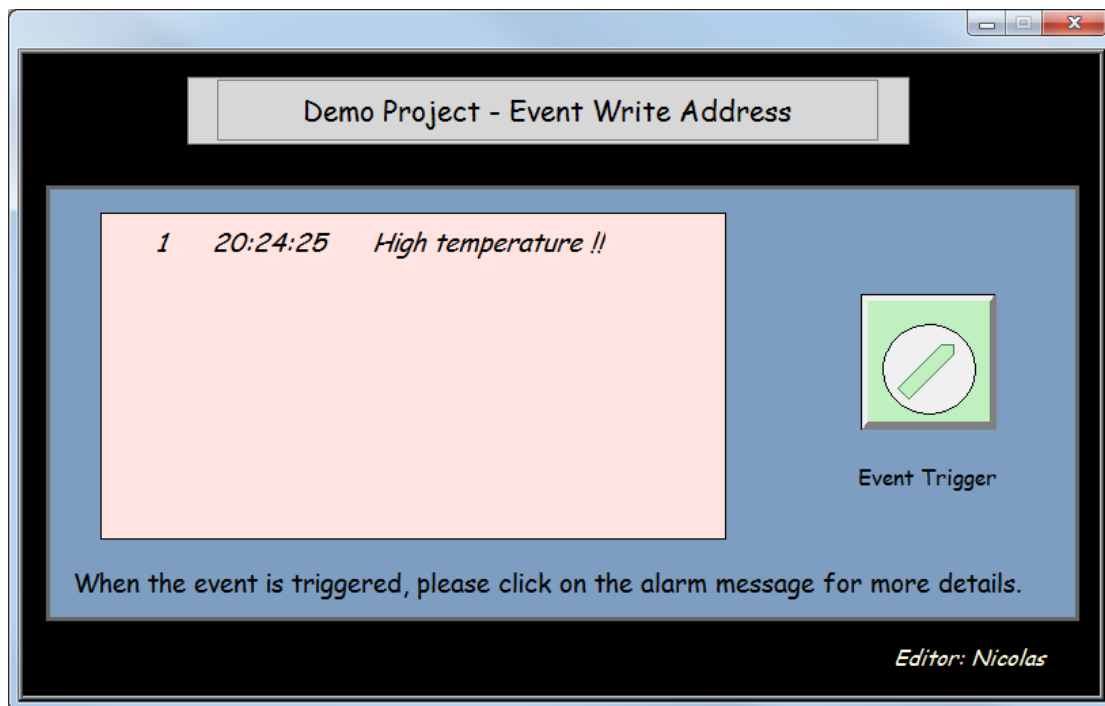 Demo Project - Event Write Address
1 20:24:25 High temperature !!
Event Trigger
When the event is triggered, please click on the alarm message for more details.
Editor: Nicolas